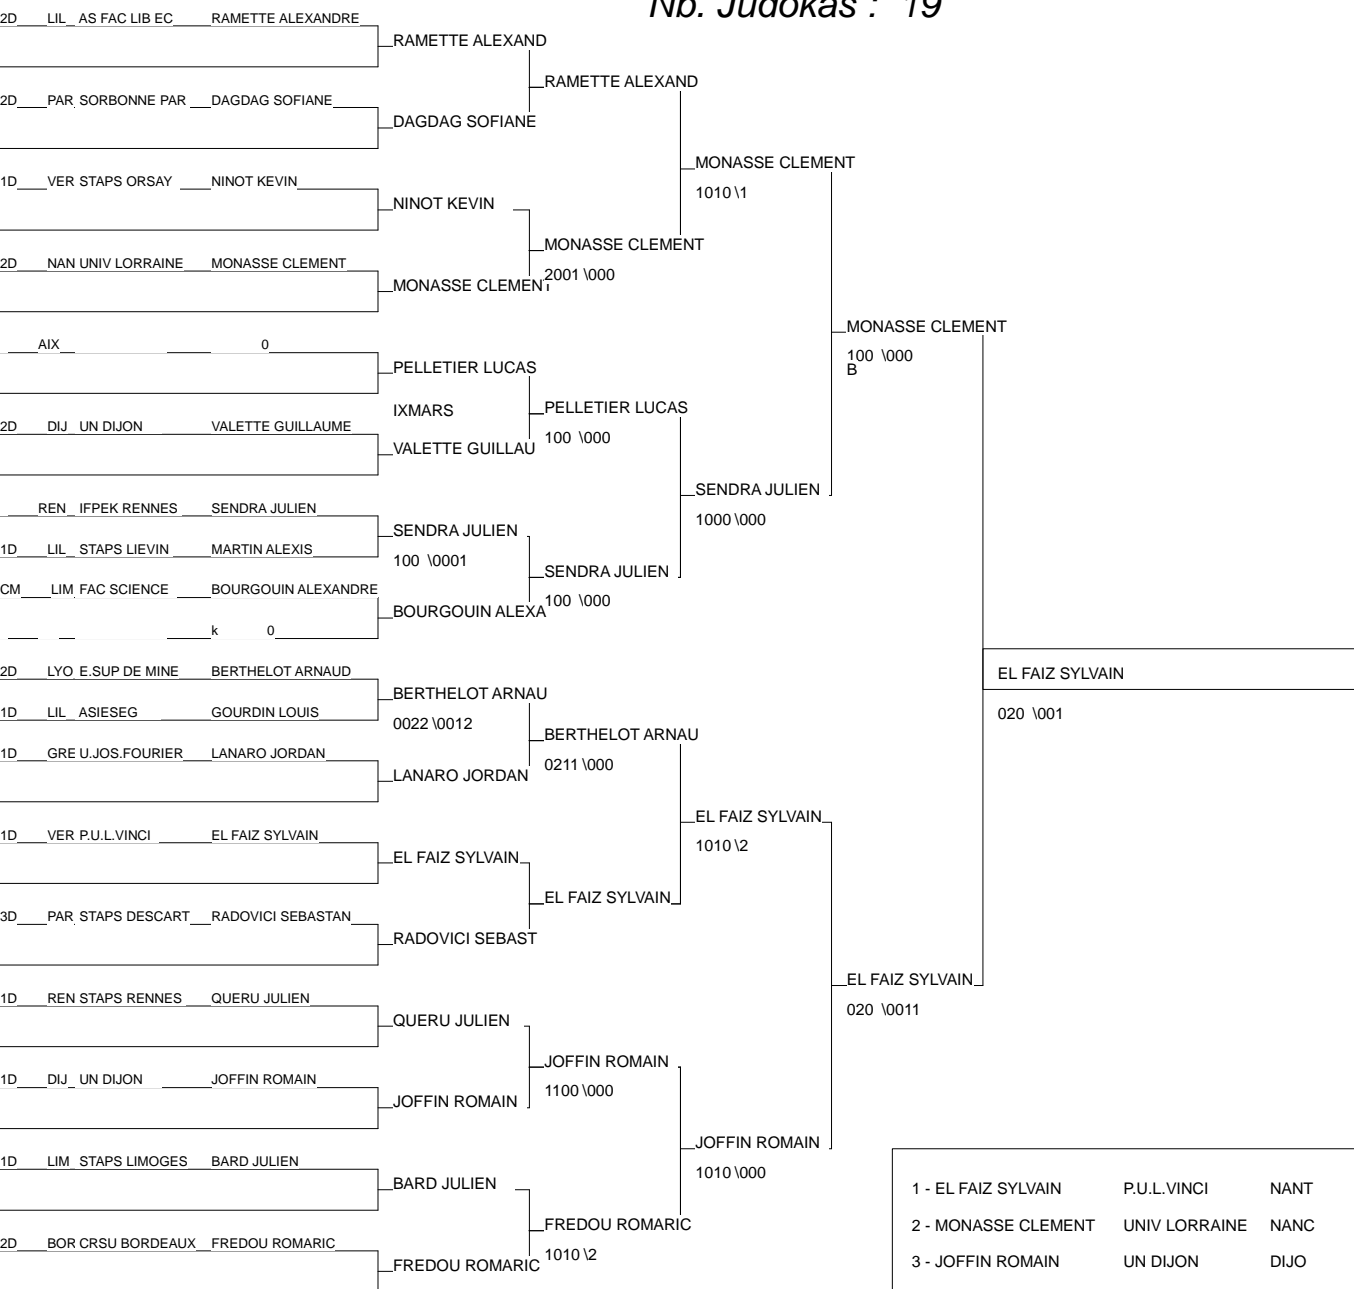 Nb. Judokas : 19
2D LIL AS FAC LIB EC RAMETTE ALEXANDRE
RAMETTE ALEXAND
RAMETTE ALEXAND
2D PAR SORBONNE PAR DAGDAG SOFIANE
DAGDAG SOFIANE
MONASSE CLEMENT
1010 \1
1D VER STAPS ORSAY NINOT KEVIN
NINOT KEVIN
MONASSE CLEMENT
2001 \000
2D NAN UNIV LORRAINE MONASSE CLEMENT
MONASSE CLEMENT
MONASSE CLEMENT
100 \000
B
AIX 0
PELLETIER LUCAS
IXMARS
PELLETIER LUCAS
100 \000
2D DIJ UN DIJON VALETTE GUILLAUME
VALETTE GUILLAU
SENDRA JULIEN
1000 \000
REN IFPEK RENNES SENDRA JULIEN
SENDRA JULIEN
100 \0001
1D LIL STAPS LIEVIN MARTIN ALEXIS
SENDRA JULIEN
100 \000
CM LIM FAC SCIENCE BOURGOUIN ALEXANDRE
BOURGOUIN ALEXA
k 0
2D LYO E.SUP DE MINE BERTHELOT ARNAUD
EL FAIZ SYLVAIN
020 \001
BERTHELOT ARNAU
0022 \0012
1D LIL ASIESEG GOURDIN LOUIS
BERTHELOT ARNAU
0211 \000
1D GRE U.JOS.FOURIER LANARO JORDAN
LANARO JORDAN
EL FAIZ SYLVAIN
1010 \2
1D VER P.U.L.VINCI EL FAIZ SYLVAIN
EL FAIZ SYLVAIN
EL FAIZ SYLVAIN
3D PAR STAPS DESCART RADOVICI SEBASTAN
RADOVICI SEBAST
EL FAIZ SYLVAIN
020 \0011
1D REN STAPS RENNES QUERU JULIEN
QUERU JULIEN
JOFFIN ROMAIN
1100 \000
1D DIJ UN DIJON JOFFIN ROMAIN
JOFFIN ROMAIN
JOFFIN ROMAIN
1010 \000
1D LIM STAPS LIMOGES BARD JULIEN
BARD JULIEN
FREDOU ROMARIC
1010 \2
2D BOR CRSU BORDEAUX FREDOU ROMARIC
FREDOU ROMARIC
1 - EL FAIZ SYLVAIN P.U.L.VINCI NANT
2 - MONASSE CLEMENT UNIV LORRAINE NANC
3 - JOFFIN ROMAIN UN DIJON DIJO